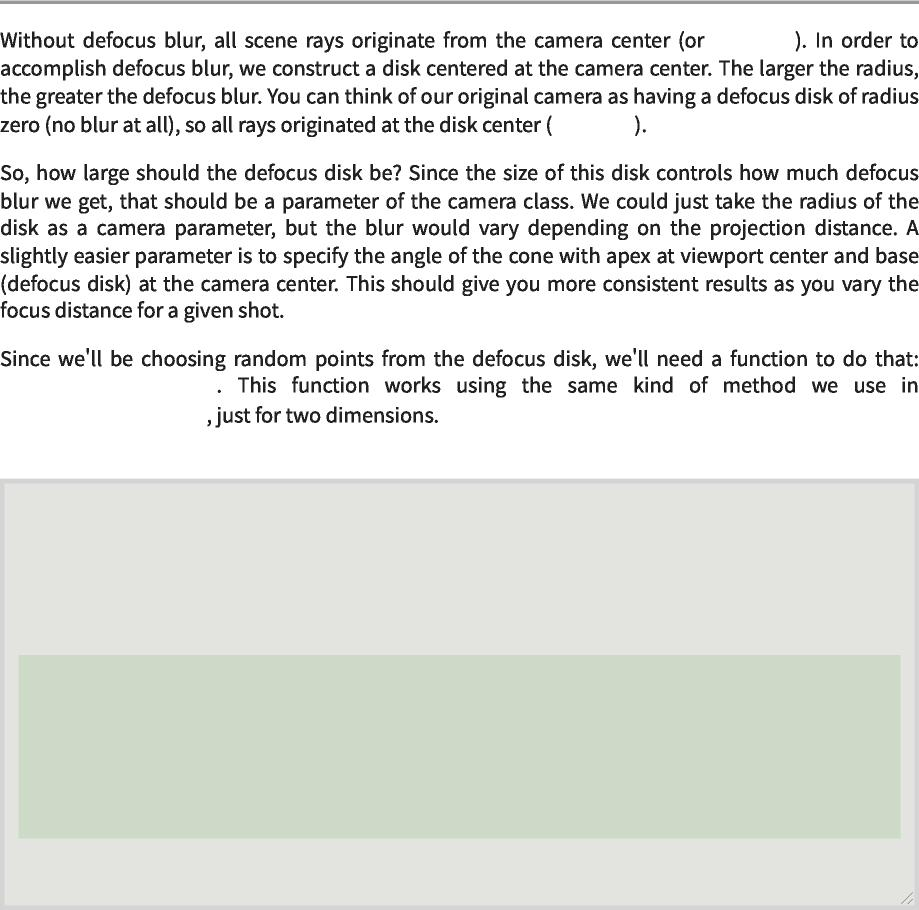 Without defocus blur, all scene rays originate from the camera center (or ). In order to
accomplish defocus blur, we construct a disk centered at the camera center. The larger the radius,
the greater the defocus blur. You can think of our original camera as having a defocus disk of radius
zero (no blur at all), so all rays originated at the disk center ( ).
So, how large should the defocus disk be? Since the size of this disk controls how much defocus
blur we get, that should be a parameter of the camera class. We could just take the radius of the
disk as a camera parameter, but the blur would vary depending on the projection distance. A
slightly easier parameter is to specify the angle of the cone with apex at viewport center and base
(defocus disk) at the camera center. This should give you more consistent results as you vary the
focus distance for a given shot.
Since we'll be choosing random points from the defocus disk, we'll need a function to do that:
. This function works using the same kind of method we use in
, just for two dimensions.